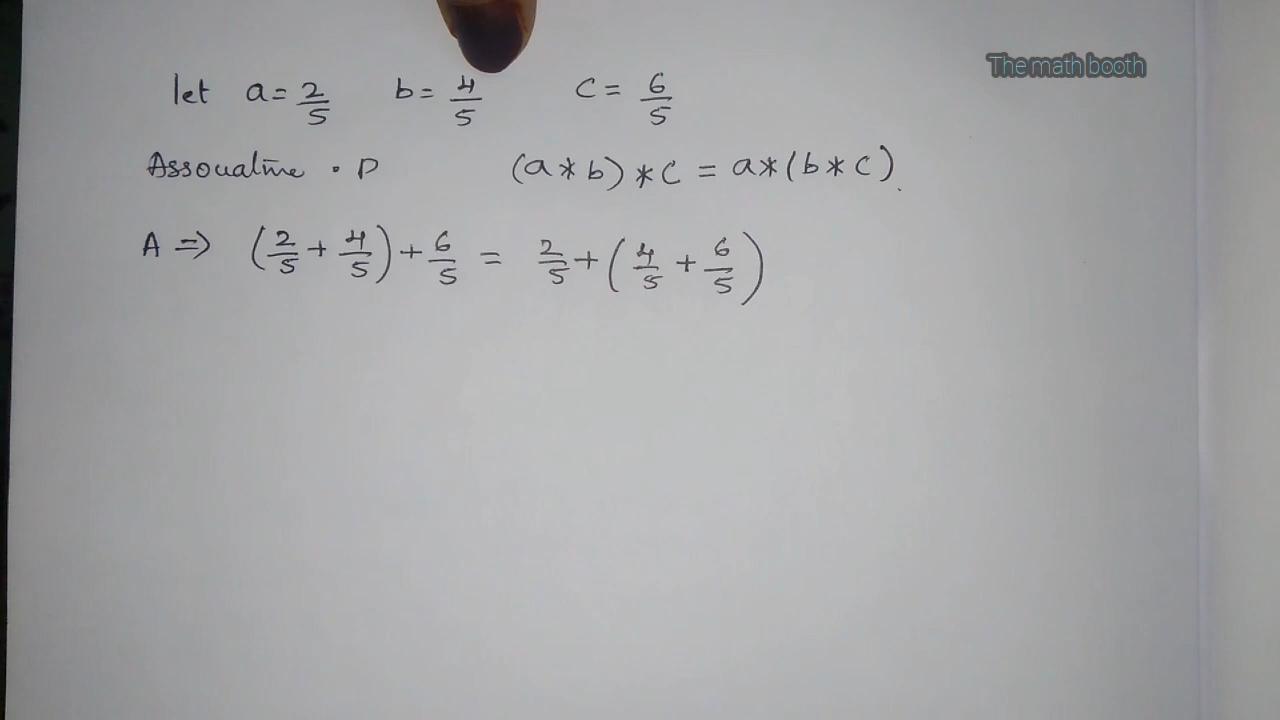 The math booth
let a = 2/5 b = 4/5 c = 6/5
Associative . P (a * b) * c = a * (b * c).
A ⇒ (2/5 + 4/5) + 6/5 = 2/5 + (4/5 + 6/5)